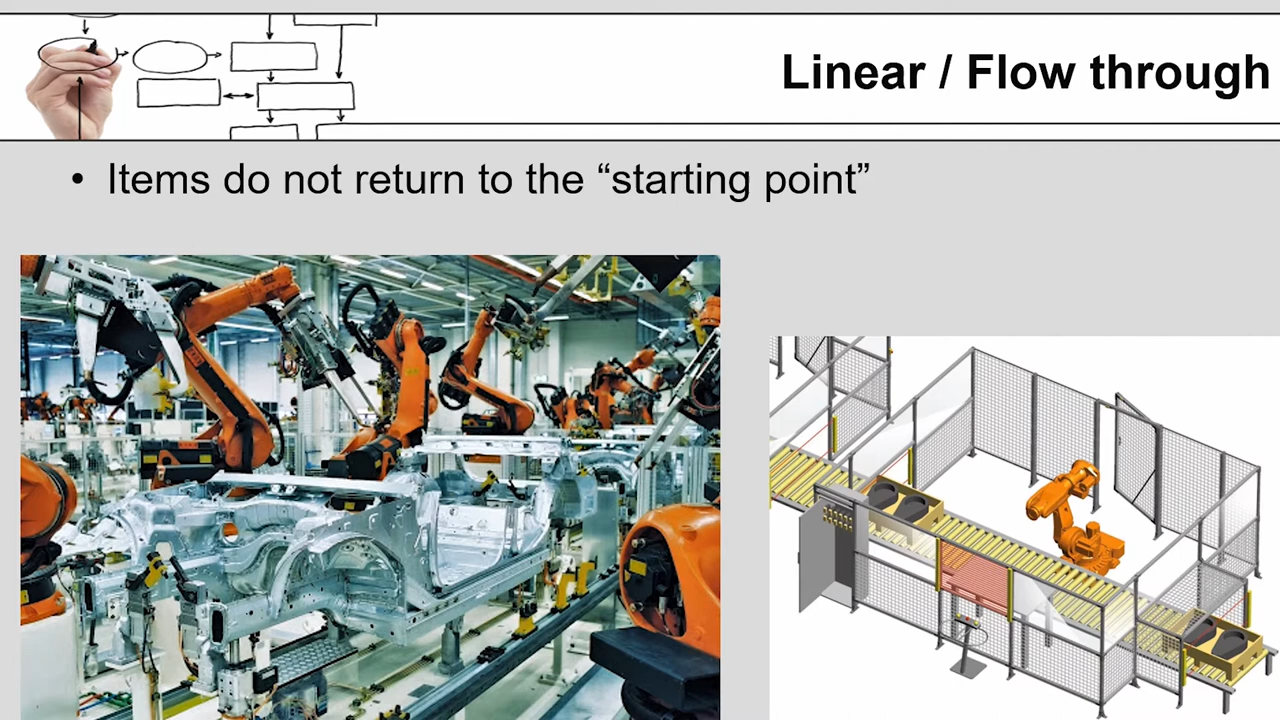 Linear / Flow through
• Items do not return to the “starting point”